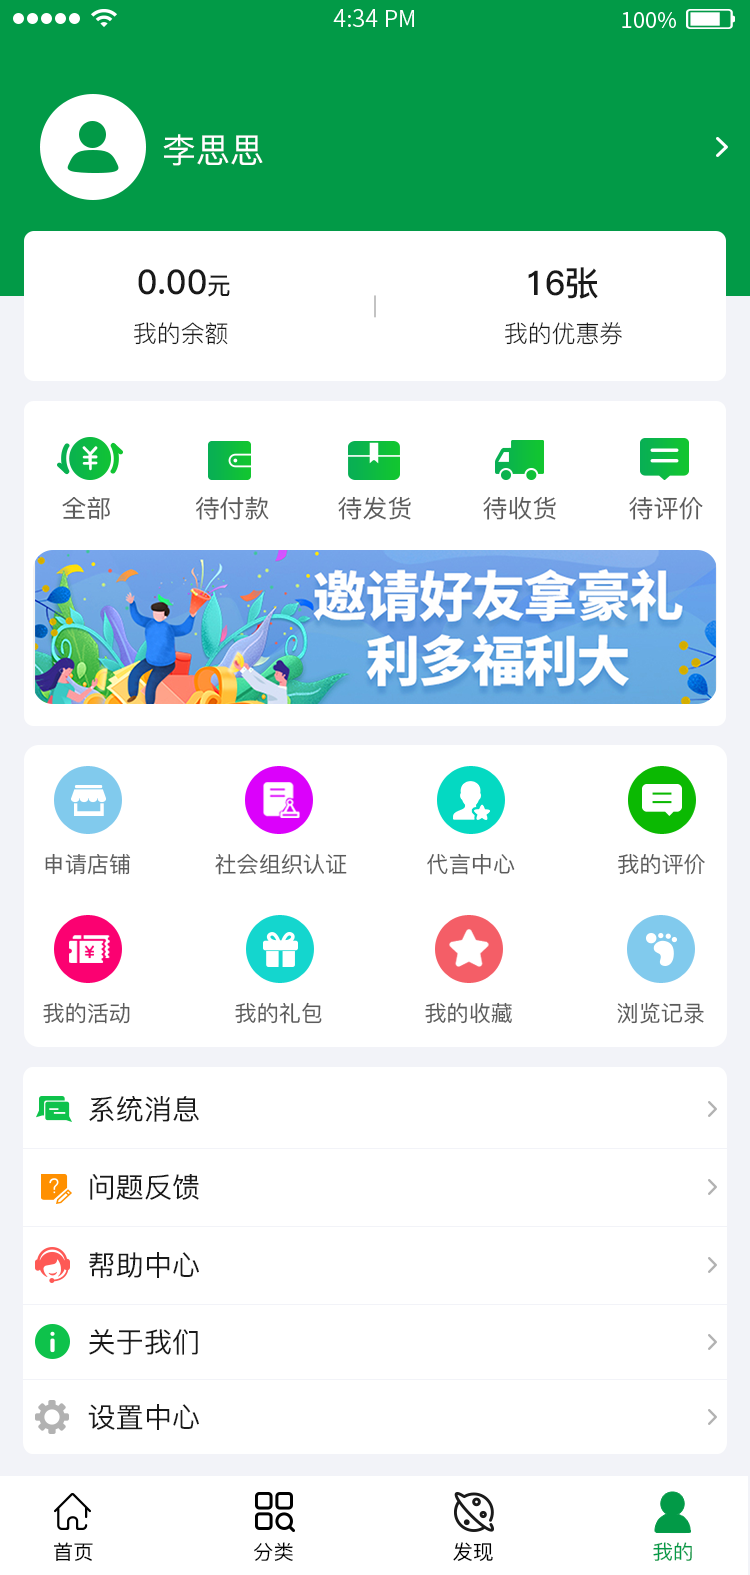 4:34 PM
100%
李思思
0.00元
16张
我的余额
我的优惠券
全部
待付款
待发货
待收货
待评价
邀请好友拿豪礼
利多福利大
申请店铺
社会组织认证
代言中心
我的评价
我的活动
我的礼包
我的收藏
浏览记录
系统消息
问题反馈
帮助中心
关于我们
设置中心
首页
分类
发现
我的